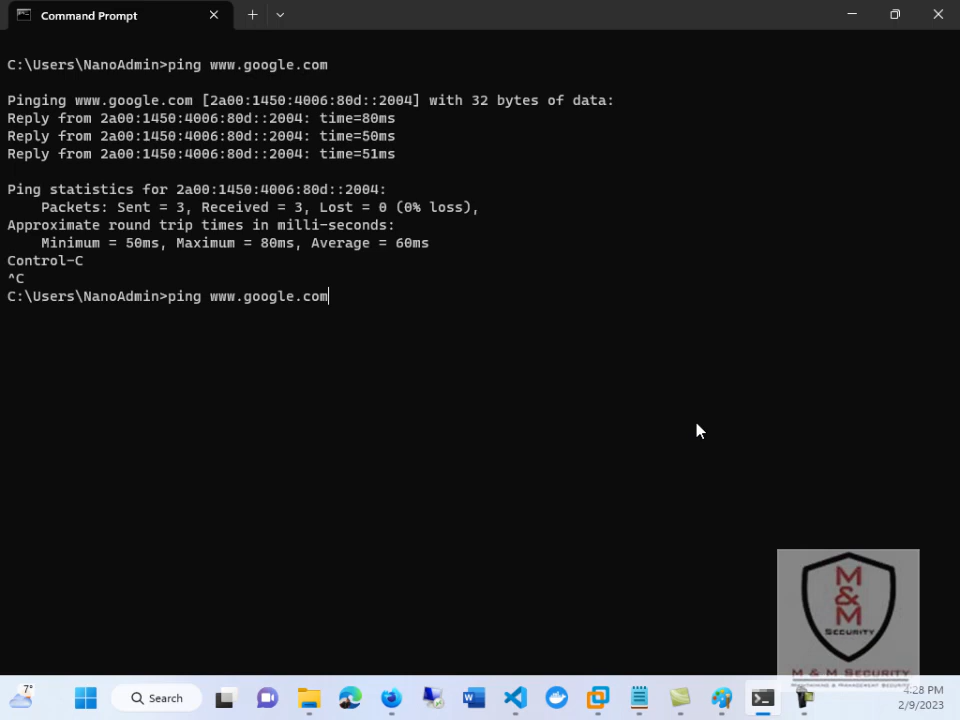 Command Prompt
C:\Users\NanoAdmin>ping www.google.com
Pinging www.google.com [2a00:1450:4006:80d::2004] with 32 bytes of data:
Reply from 2a00:1450:4006:80d::2004: time=80ms
Reply from 2a00:1450:4006:80d::2004: time=50ms
Reply from 2a00:1450:4006:80d::2004: time=51ms
Ping statistics for 2a00:1450:4006:80d::2004:
    Packets: Sent = 3, Received = 3, Lost = 0 (0% loss),
Approximate round trip times in milli-seconds:
    Minimum = 50ms, Maximum = 80ms, Average = 60ms
Control-C
^C
C:\Users\NanoAdmin>ping www.google.com
M
&
M
SECURITY
M & M SECURITY
MONITORING & MANAGEMENT SECURITY
7°
Search
4:28 PM
2/9/2023